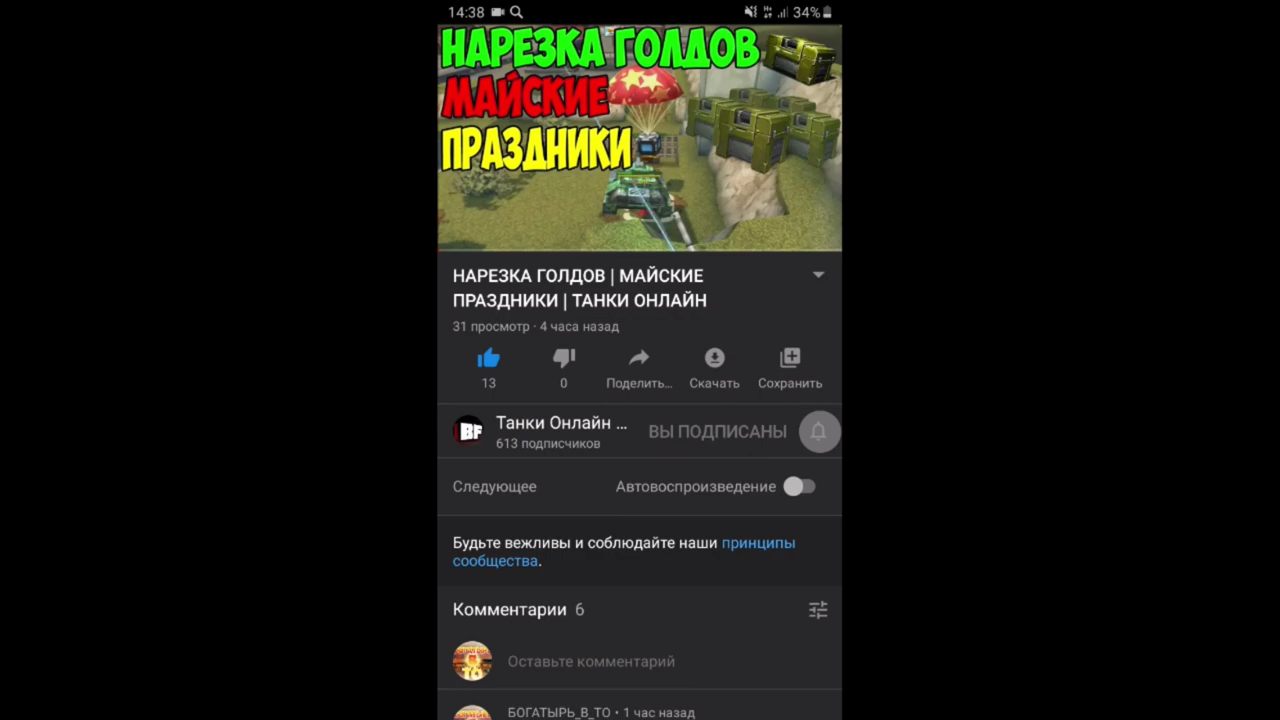 14:38
34%
НАРЕЗКА ГОЛДОВ
МАЙСКИЕ
ПРАЗДНИКИ
НАРЕЗКА ГОЛДОВ | МАЙСКИЕ
ПРАЗДНИКИ | ТАНКИ ОНЛАЙН
31 просмотр · 4 часа назад
13 0 Поделить... Скачать Сохранить
BF
Танки Онлайн ...
613 подписчиков
ВЫ ПОДПИСАНЫ
Следующее Автовоспроизведение
Будьте вежливы и соблюдайте наши принципы
сообщества.
Комментарии 6
Оставьте комментарий
БОГАТЫРЬ_В_ТО • 1 час назад